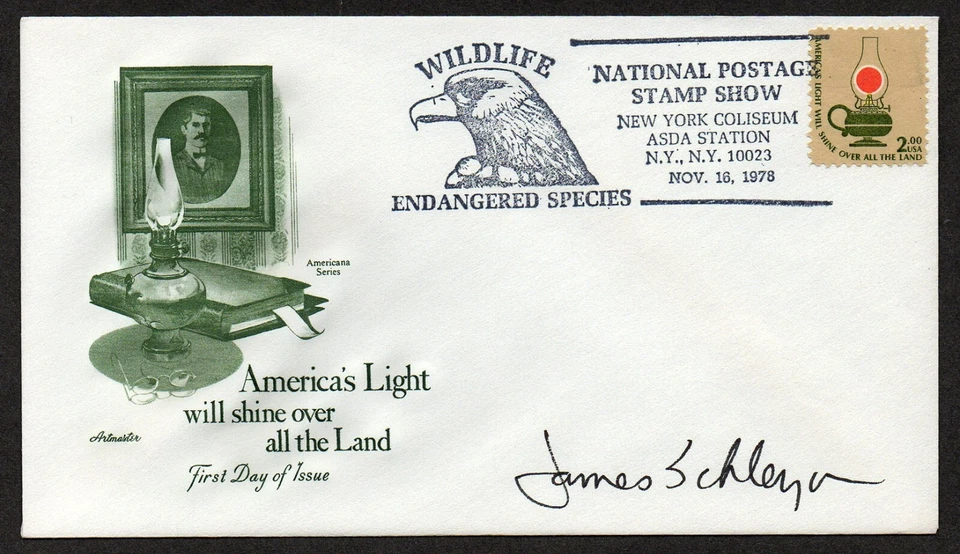 WILDLIFE
ENDANGERED SPECIES
NATIONAL POSTAGE
STAMP SHOW
NEW YORK COLISEUM
ASDA STATION
N.Y., N.Y. 10023
NOV. 16, 1978
AMERICA'S LIGHT WILL SHINE OVER ALL THE LAND
2.00
USA
Americana
Series
America's Light
will shine over
all the Land
First Day of Issue
Artmaster
James Schlesinger